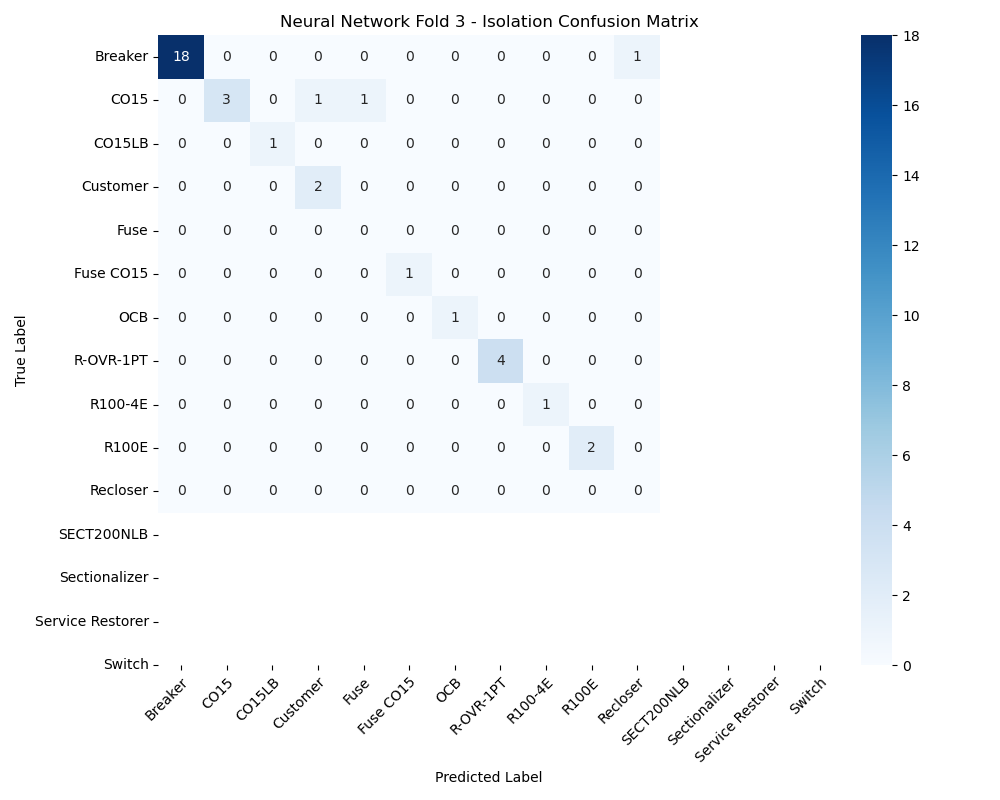 Neural Network Fold 3 - Isolation Confusion Matrix
True Label
Breaker 18 0 0 0 0 0 0 0 0 0 1
CO15 0 3 0 1 1 0 0 0 0 0 0
CO15LB 0 0 1 0 0 0 0 0 0 0 0
Customer 0 0 0 2 0 0 0 0 0 0 0
Fuse 0 0 0 0 0 0 0 0 0 0 0
Fuse CO15 0 0 0 0 0 1 0 0 0 0 0
OCB 0 0 0 0 0 0 1 0 0 0 0
R-OVR-1PT 0 0 0 0 0 0 0 4 0 0 0
R100-4E 0 0 0 0 0 0 0 0 1 0 0
R100E 0 0 0 0 0 0 0 0 0 2 0
Recloser 0 0 0 0 0 0 0 0 0 0 0
SECT200NLB
Sectionalizer
Service Restorer
Switch
Breaker CO15 CO15LB Customer Fuse Fuse CO15 OCB R-OVR-1PT R100-4E R100E Recloser SECT200NLB Sectionalizer Service Restorer Switch
Predicted Label
18
16
14
12
10
8
6
4
2
0